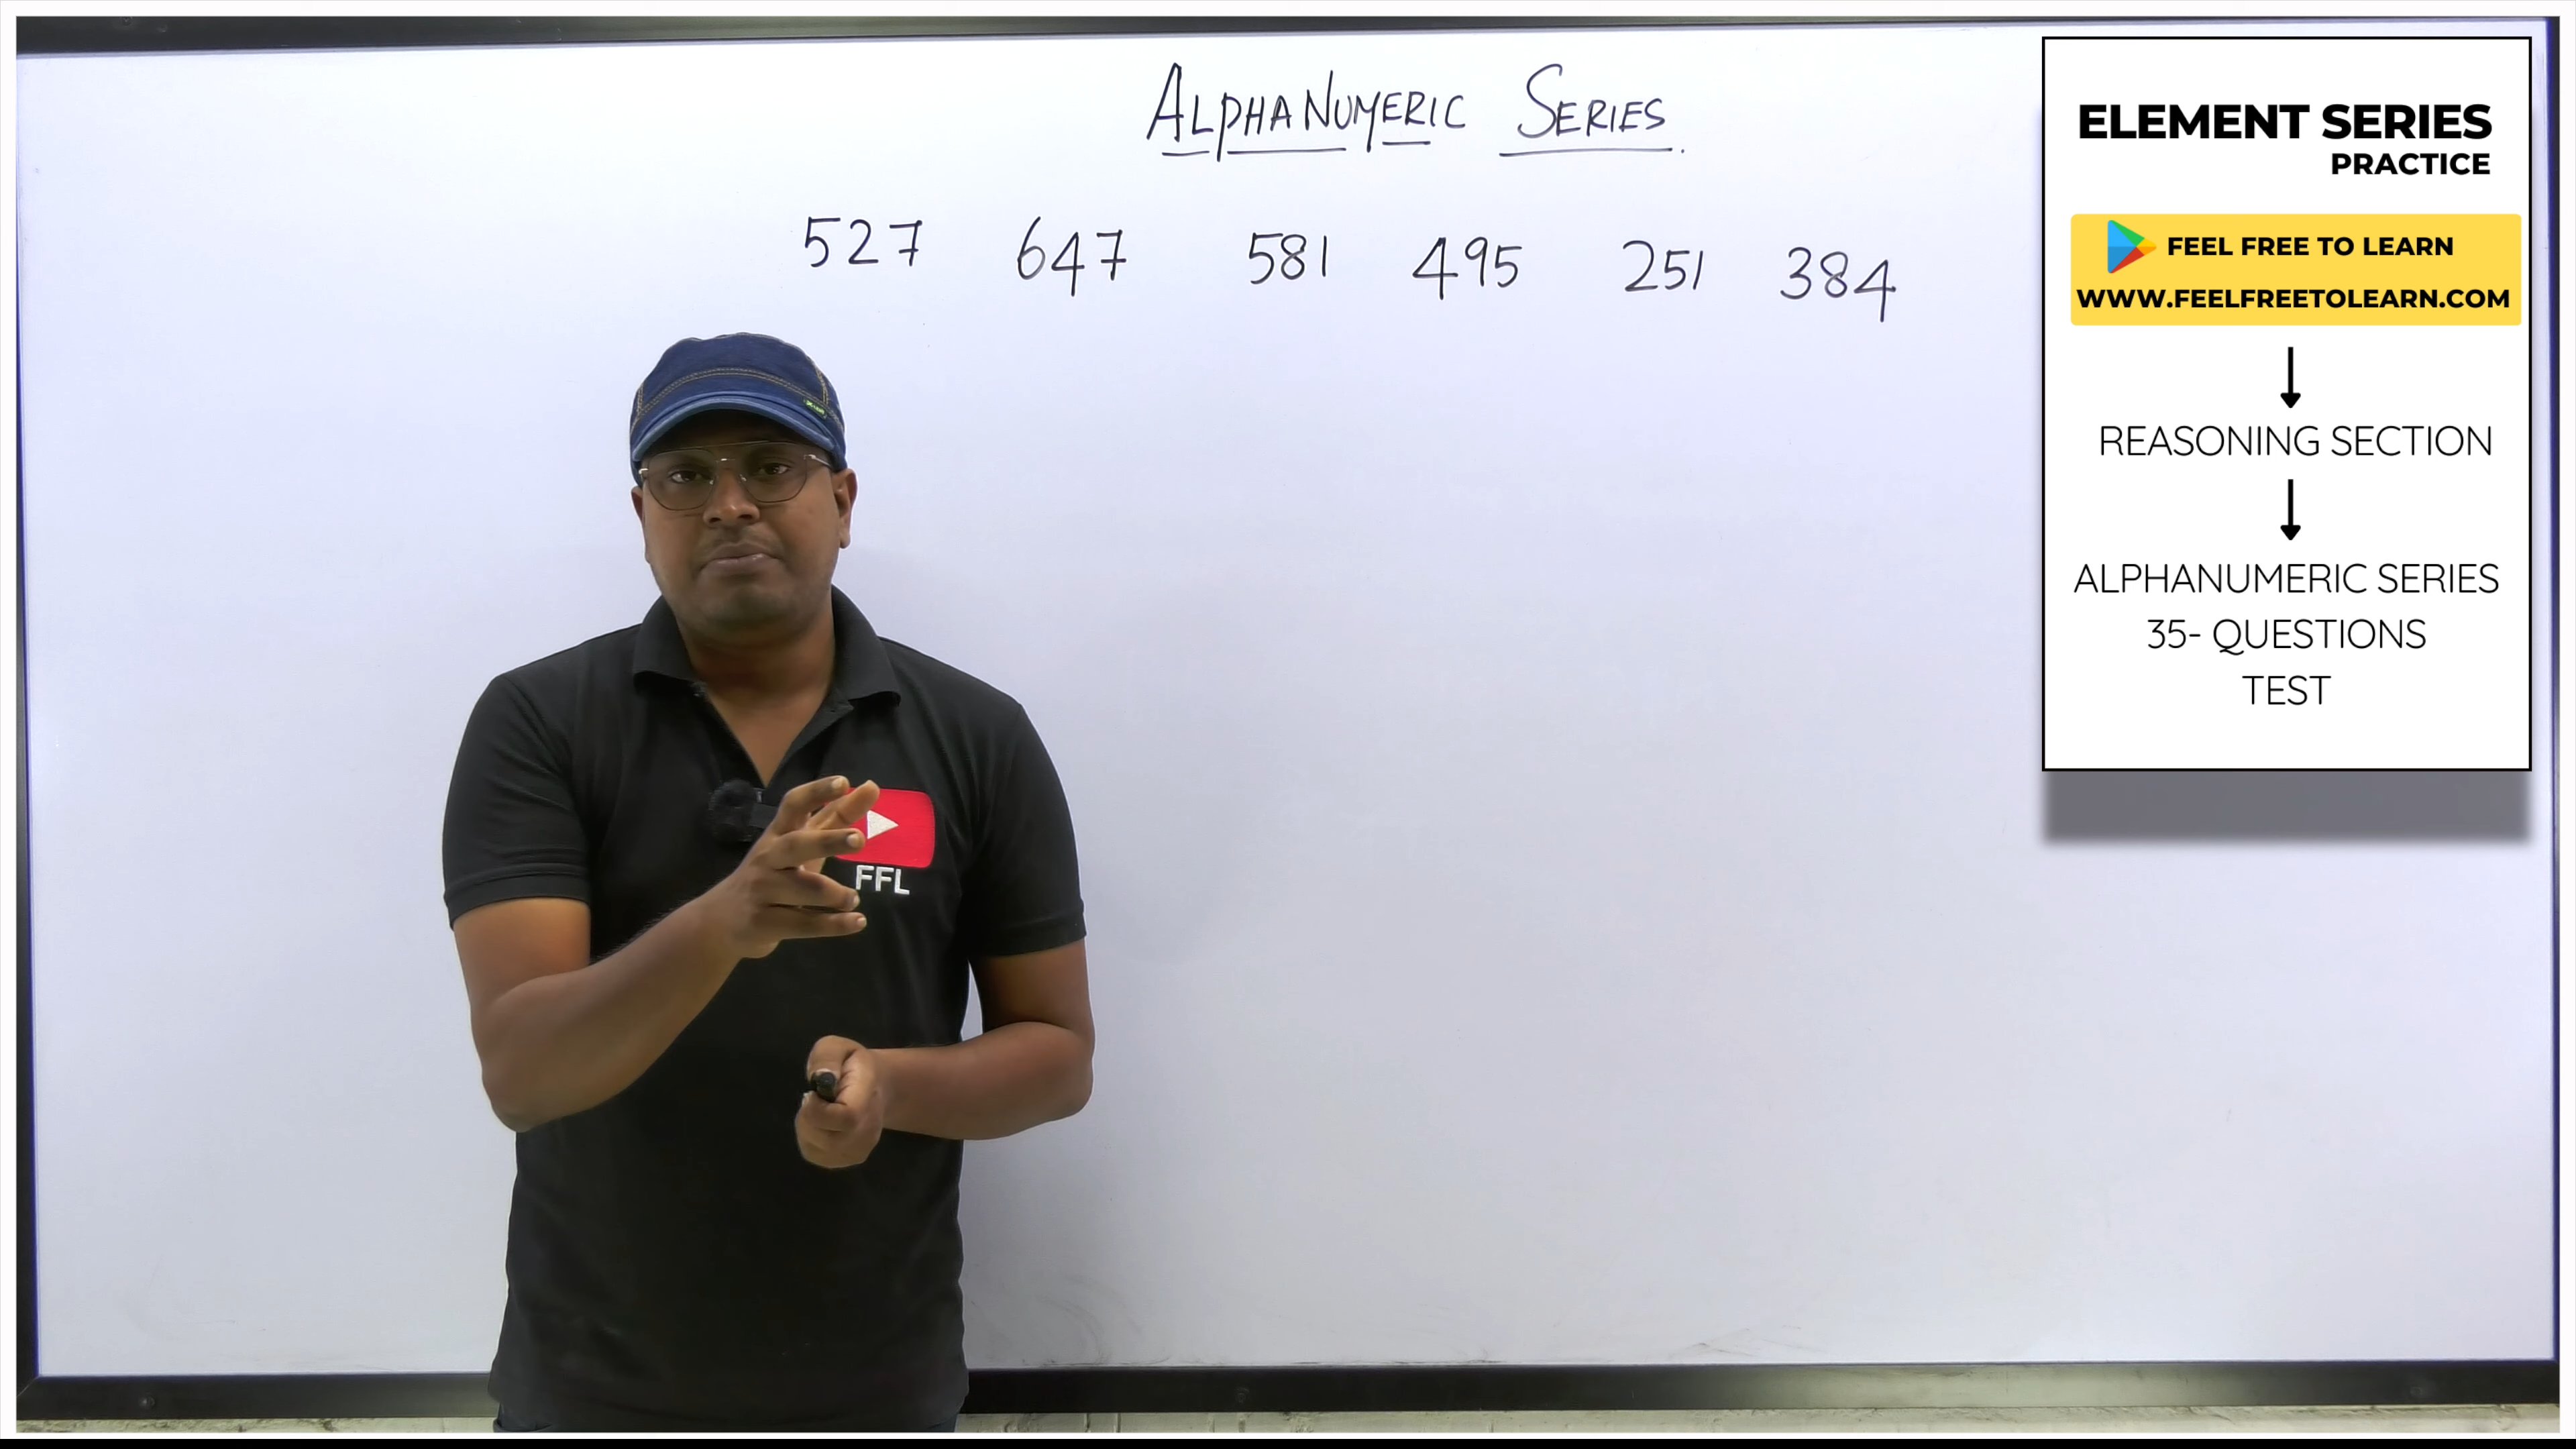 ALPHANUMERIC SERIES.
527 647 581 495 251 384
FFL
ELEMENT SERIES
PRACTICE
FEEL FREE TO LEARN
WWW.FEELFREETOLEARN.COM
REASONING SECTION
ALPHANUMERIC SERIES
35- QUESTIONS
TEST